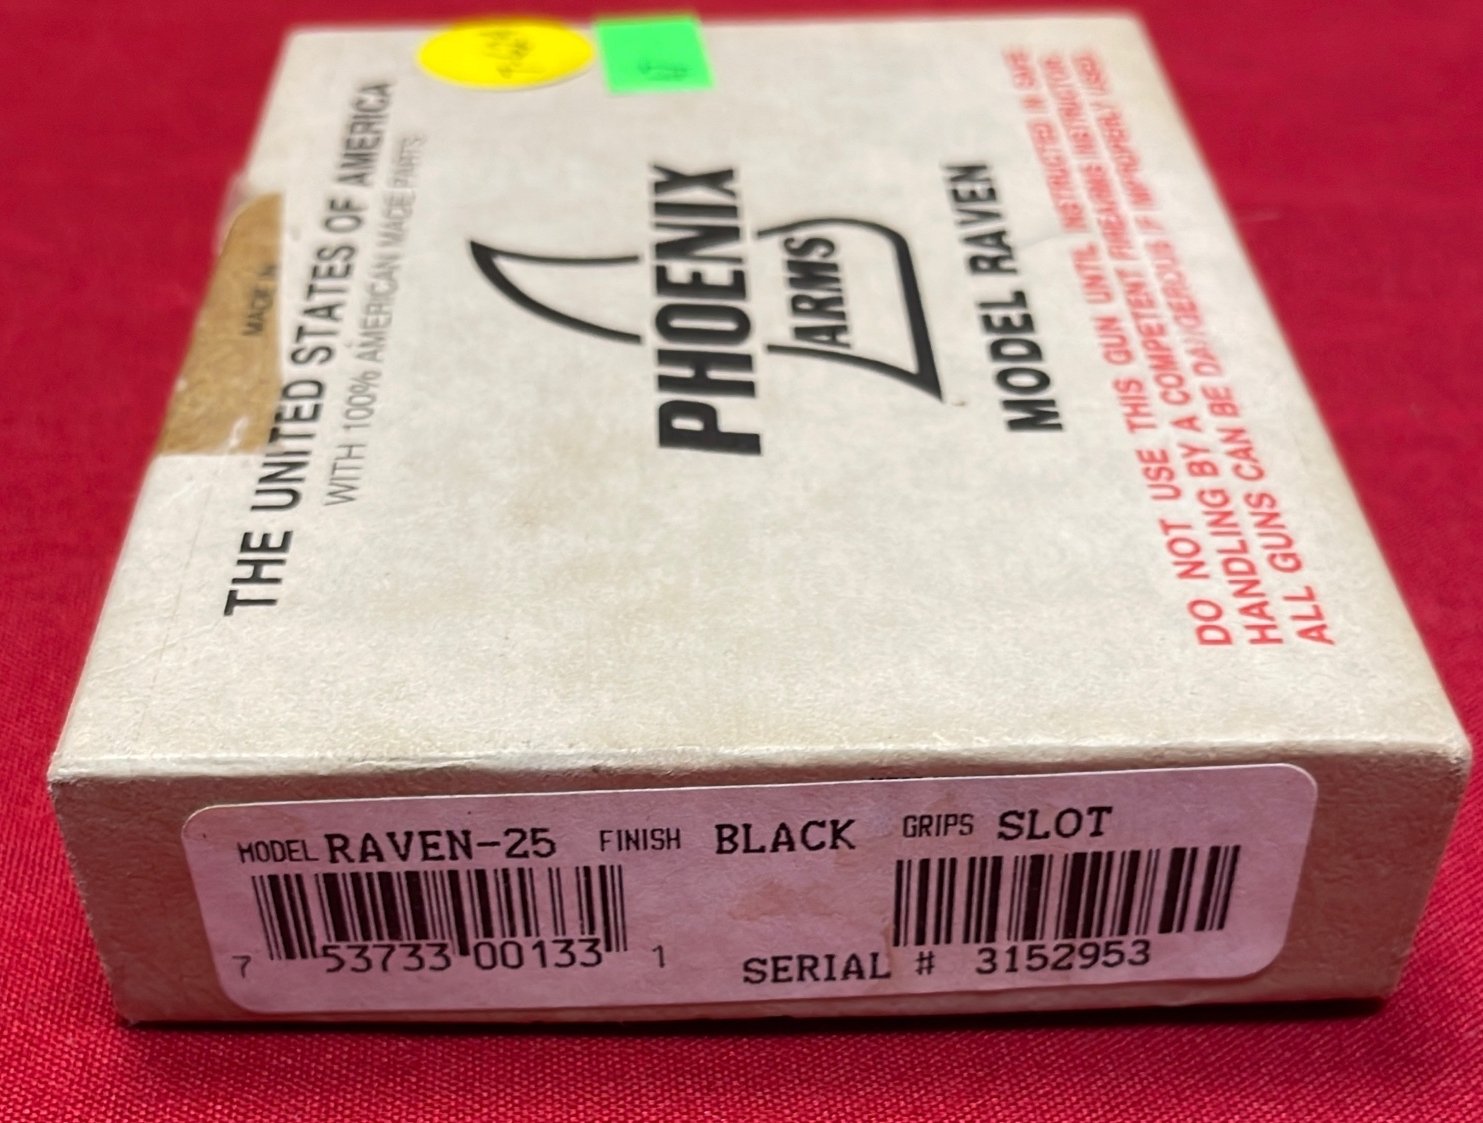 MADE IN
THE UNITED STATES OF AMERICA
WITH 100% AMERICAN MADE PARTS
PHOENIX
ARMS
MODEL RAVEN
DO NOT USE THIS GUN UNTIL INSTRUCTED IN SAFE
HANDLING BY A COMPETENT FIREARMS INSTRUCTOR.
ALL GUNS CAN BE DANGEROUS IF IMPROPERLY USED.
MODEL RAVEN-25 FINISH BLACK GRIPS SLOT
7 53733 00133 1
SERIAL # 3152953